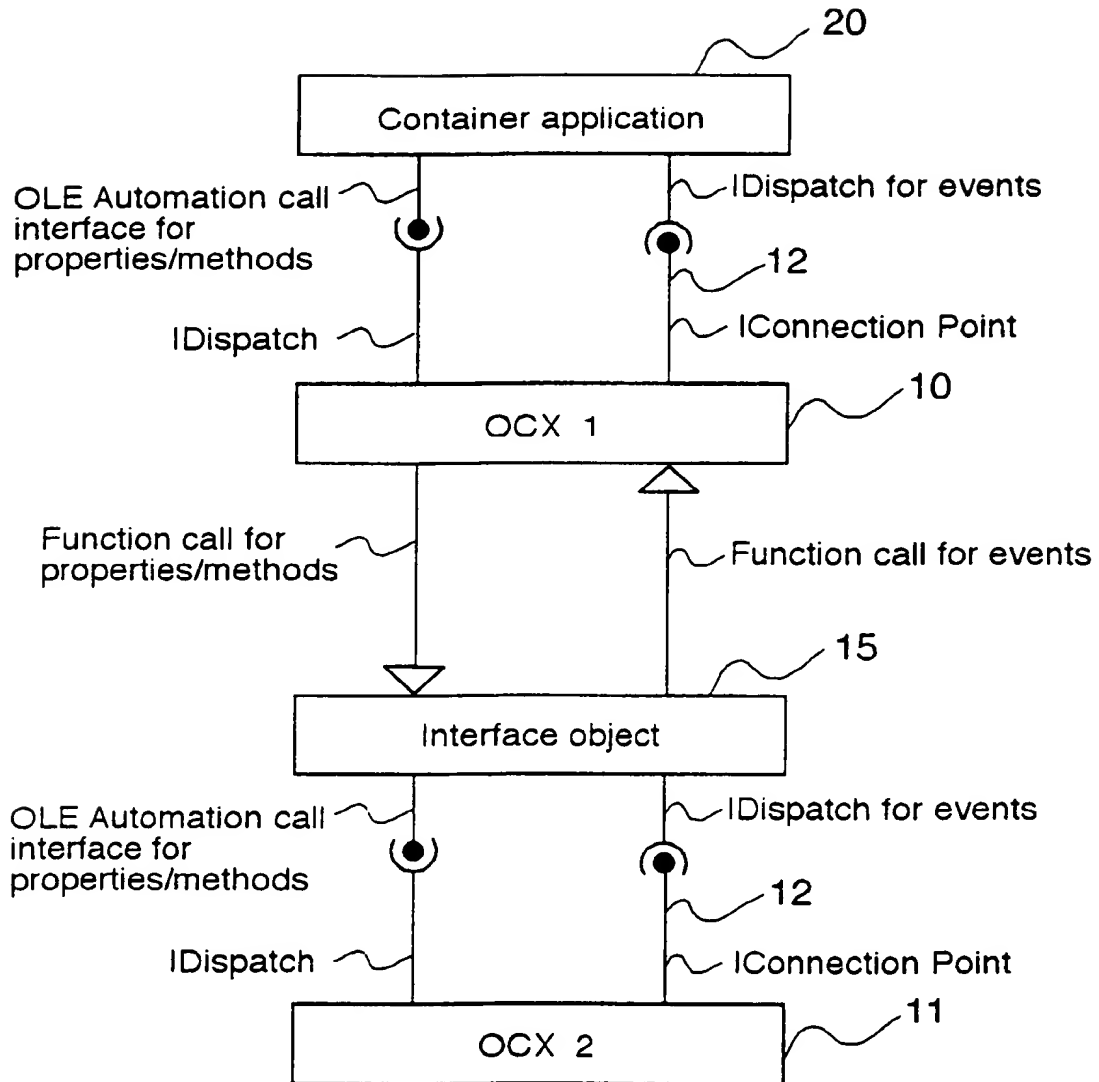 20
Container application
OLE Automation call
interface for
properties/methods
IDispatch for events
12
IDispatch
IConnection Point
10
OCX 1
Function call for
properties/methods
Function call for events
15
Interface object
OLE Automation call
interface for
properties/methods
IDispatch for events
12
IDispatch
IConnection Point
11
OCX 2